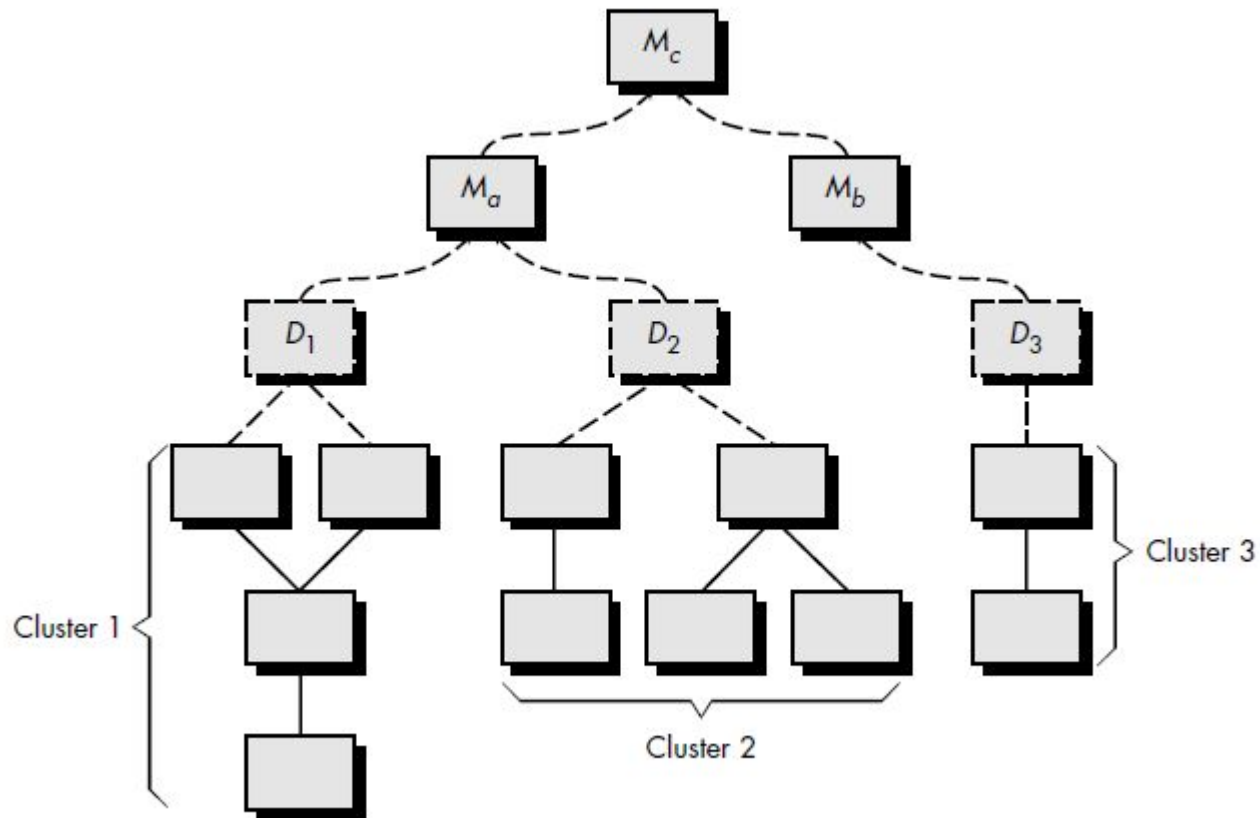 M_c
M_a
M_b
D_1
D_2
D_3
Cluster 3
Cluster 1
Cluster 2